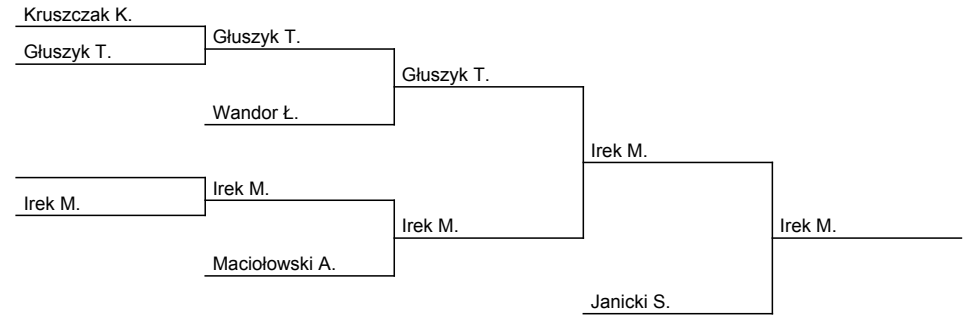 Kruszczak K.
Głuszyk T.
Głuszyk T.
Głuszyk T.
Wandor Ł.
Irek M.
Irek M.
Irek M.
Irek M.
Irek M.
Maciołowski A.
Janicki S.